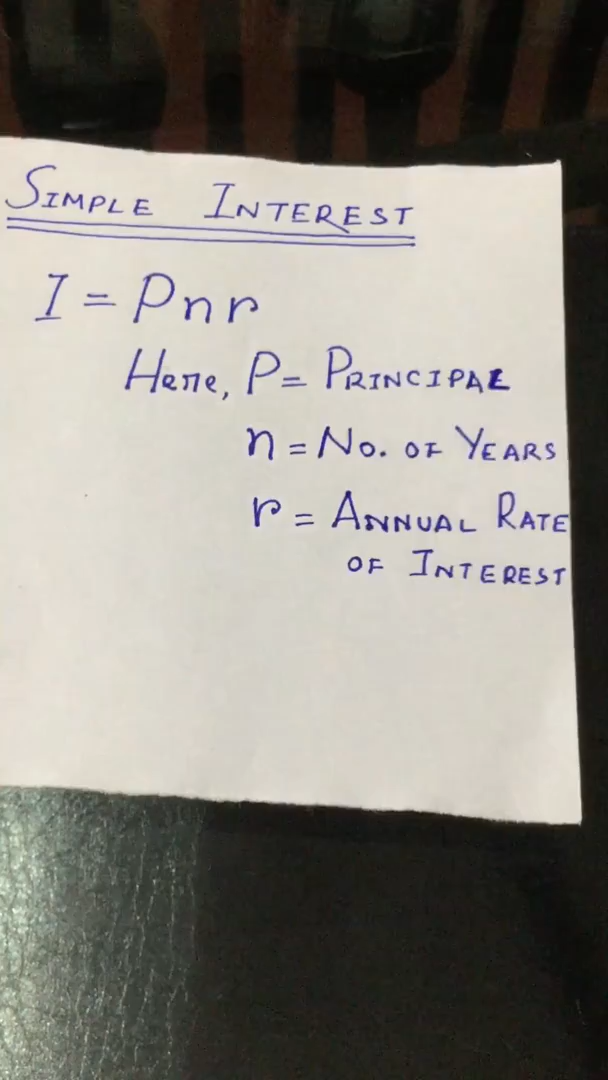 SIMPLE INTEREST
I = Pnr
Here, P = PRINCIPAL
n = No. OF YEARS
r = ANNUAL RATE
OF INTEREST